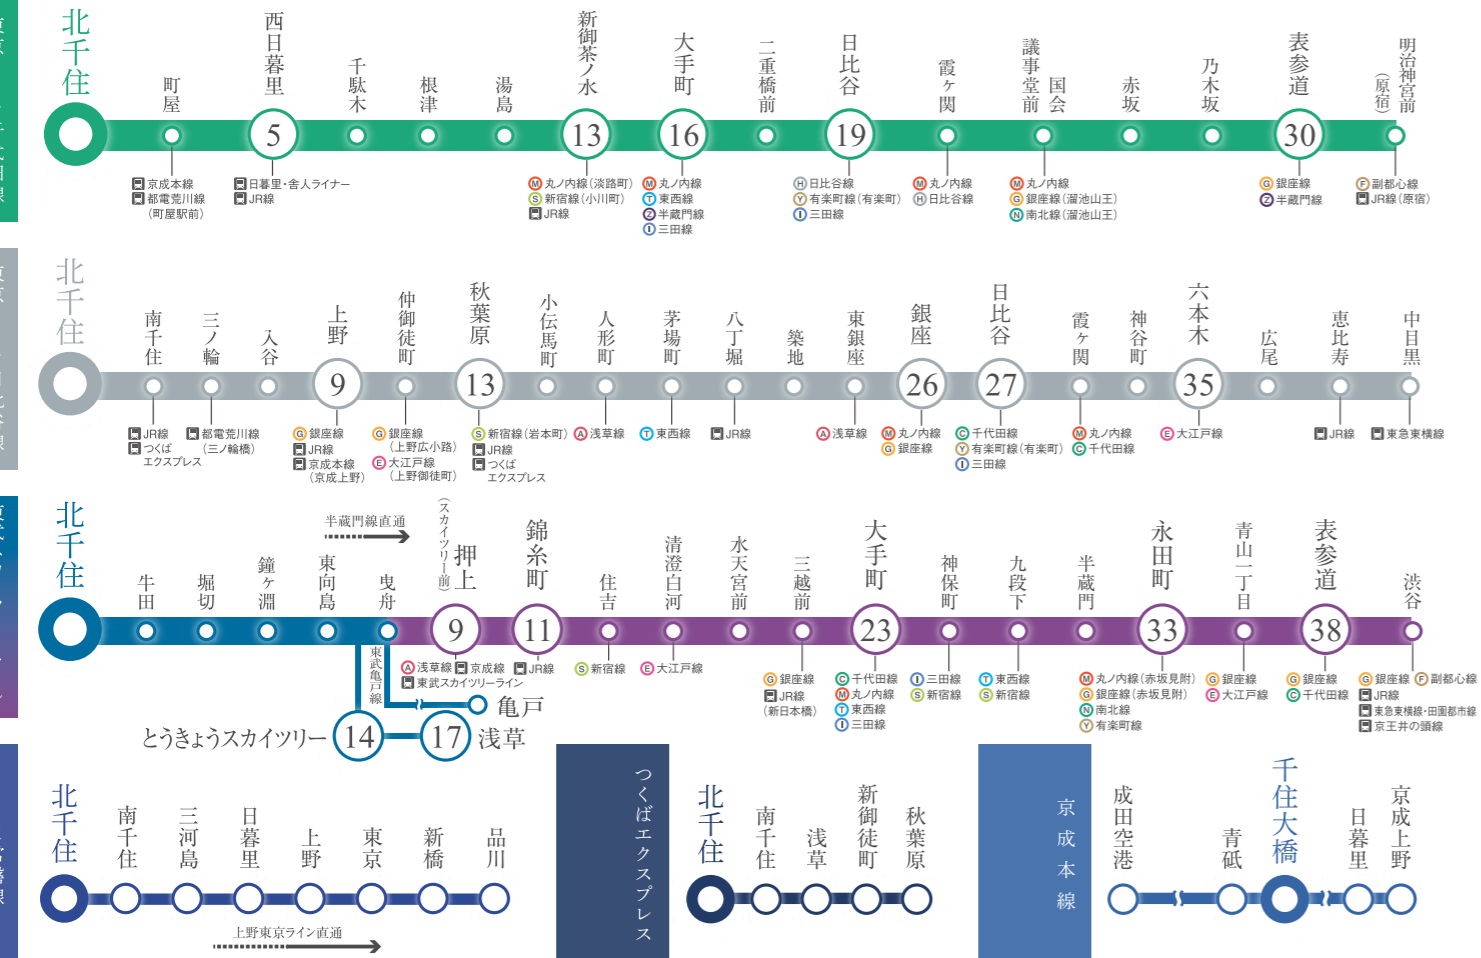 北千住
町屋
京成本線
都電荒川線
(町屋駅前)
西日暮里
5
日暮里・舎人ライナー
JR線
千駄木
根津
湯島
新御茶ノ水
13
M 丸ノ内線(淡路町)
S 新宿線(小川町)
JR線
大手町
16
M 丸ノ内線
T 東西線
Z 半蔵門線
I 三田線
二重橋前
日比谷
19
H 日比谷線
Y 有楽町線(有楽町)
I 三田線
霞ヶ関
M 丸ノ内線
H 日比谷線
国会
議事堂前
M 丸ノ内線
G 銀座線(溜池山王)
N 南北線(溜池山王)
赤坂
乃木坂
表参道
30
G 銀座線
Z 半蔵門線
明治神宮前
(原宿)
F 副都心線
JR線(原宿)
北千住
南千住
JR線
つくば
エクスプレス
三ノ輪
都電荒川線
(三ノ輪橋)
入谷
上野
9
G 銀座線
JR線
京成本線
(京成上野)
仲御徒町
G 銀座線
(上野広小路)
E 大江戸線
(上野御徒町)
秋葉原
13
S 新宿線(岩本町)
JR線
つくば
エクスプレス
小伝馬町
人形町
A 浅草線
茅場町
T 東西線
八丁堀
JR線
築地
東銀座
A 浅草線
銀座
26
M 丸ノ内線
G 銀座線
日比谷
27
C 千代田線
Y 有楽町線(有楽町)
I 三田線
霞ヶ関
M 丸ノ内線
C 千代田線
神谷町
六本木
35
E 大江戸線
広尾
恵比寿
JR線
中目黒
東急東横線
北千住
牛田
堀切
鐘ヶ淵
東向島
曳舟
半蔵門線直通
東武亀戸線
亀戸
とうきょうスカイツリー
14
17
浅草
押上
(スカイツリー前)
9
A 浅草線 京成線
東武スカイツリーライン
錦糸町
11
JR線
住吉
S 新宿線
清澄白河
E 大江戸線
水天宮前
三越前
G 銀座線
JR線
(新日本橋)
大手町
23
C 千代田線
M 丸ノ内線
T 東西線
I 三田線
神保町
I 三田線
S 新宿線
九段下
T 東西線
S 新宿線
半蔵門
永田町
33
M 丸ノ内線(赤坂見附)
G 銀座線(赤坂見附)
N 南北線
Y 有楽町線
青山一丁目
G 銀座線
E 大江戸線
表参道
38
G 銀座線
C 千代田線
渋谷
G 銀座線 F 副都心線
JR線
東急東横線・田園都市線
京王井の頭線
北千住
南千住
三河島
日暮里
上野
東京
新橋
品川
上野東京ライン直通
つくばエクスプレス
北千住
南千住
浅草
新御徒町
秋葉原
京成本線
成田空港
青砥
千住大橋
日暮里
京成上野